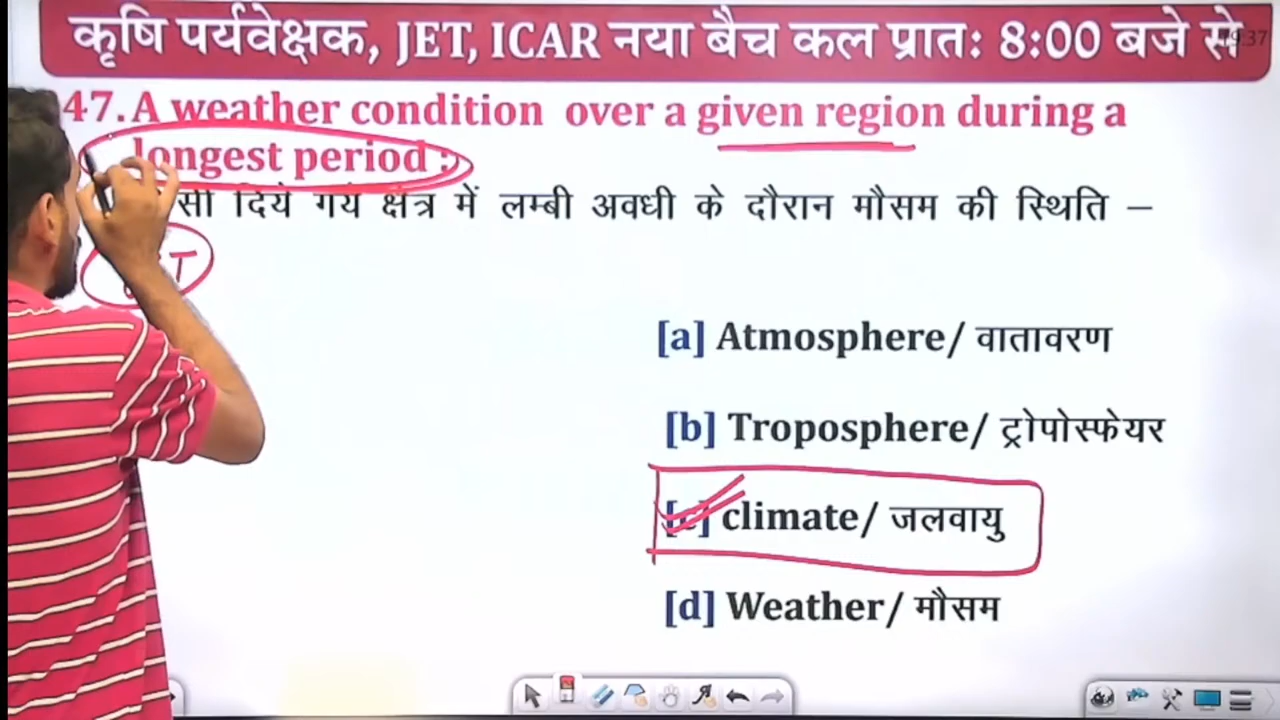 कृषि पर्यवेक्षक, JET, ICAR नया बैच कल प्रातः 8:00 बजे से
47. A weather condition over a given region during a
longest period :
सी दिये गये क्षेत्र में लम्बी अवधी के दौरान मौसम की स्थिति –
[a] Atmosphere/ वातावरण
[b] Troposphere/ ट्रोपोस्फेयर
[c] climate/ जलवायु
[d] Weather/ मौसम